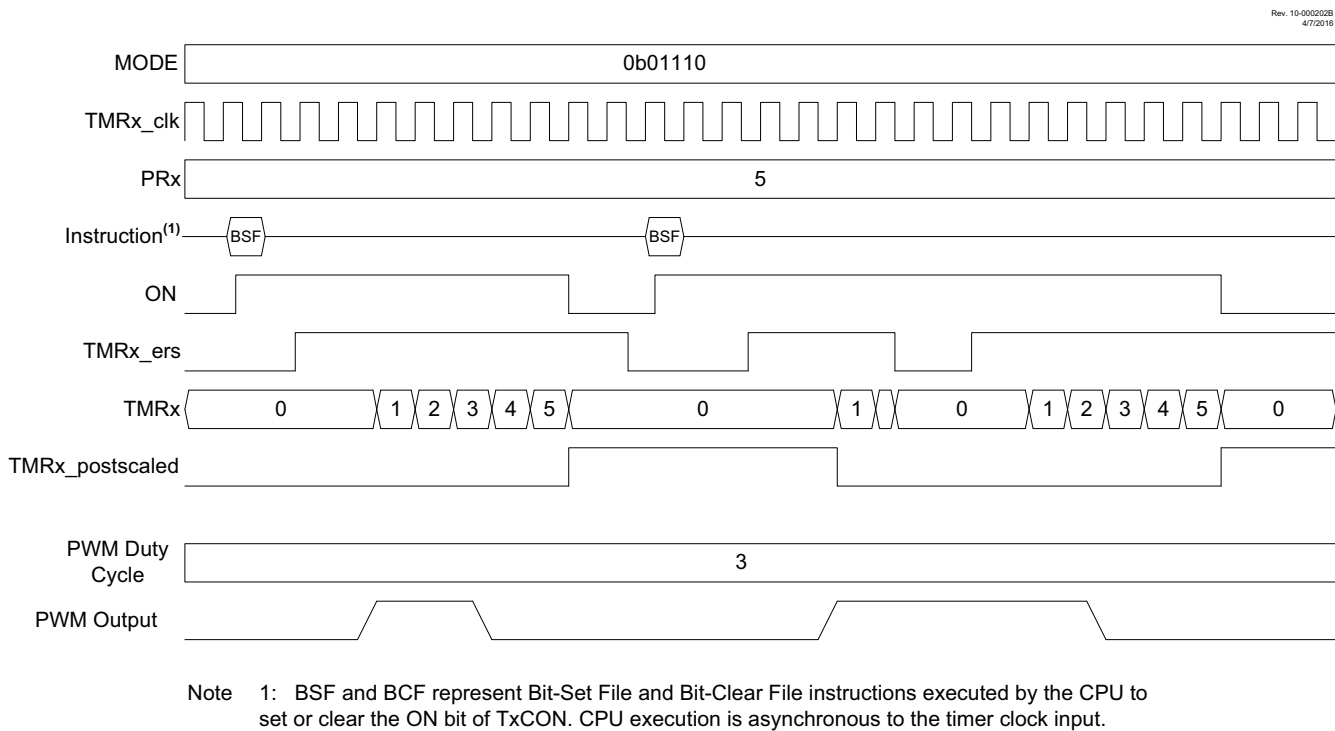 Rev. 10-000202B
4/7/2016
MODE 0b01110
TMRx_clk
PRx 5
Instruction(1) BSF BSF
ON
TMRx_ers
TMRx 0 1 2 3 4 5 0 1 0 1 2 3 4 5 0
TMRx_postscaled
PWM Duty
Cycle
3
PWM Output
Note 1: BSF and BCF represent Bit-Set File and Bit-Clear File instructions executed by the CPU to
set or clear the ON bit of TxCON. CPU execution is asynchronous to the timer clock input.